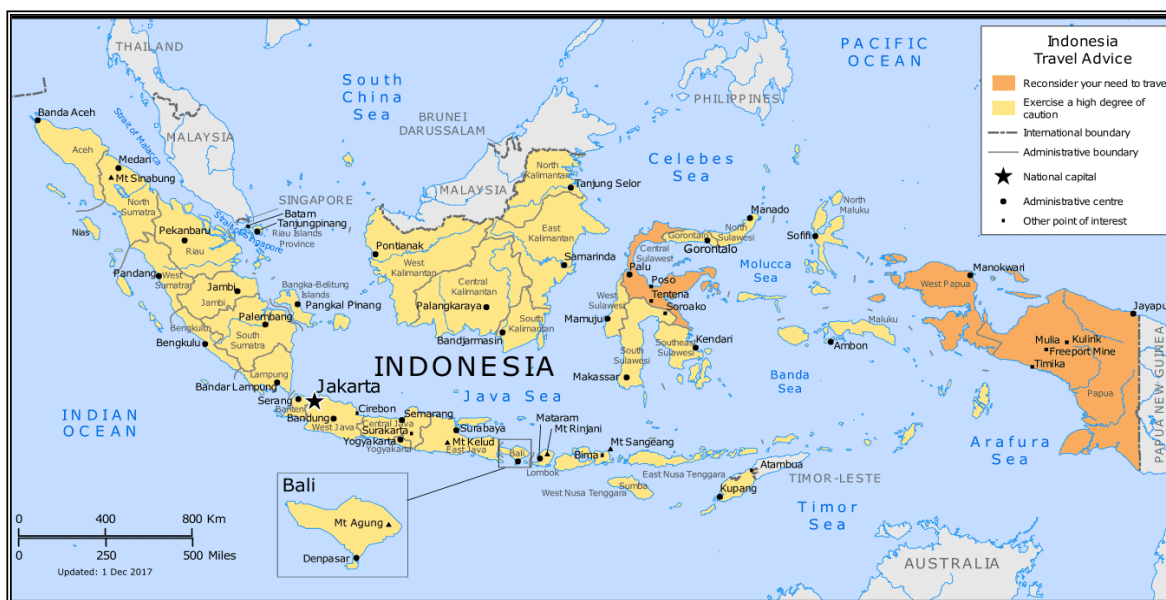 THAILAND
PACIFIC
OCEAN
Indonesia
Travel Advice
Reconsider your need to trave
Exercise a high degree of
caution
International boundary
Administrative boundary
National capital
Administrative centre
Other point of interest
South
China
Sea
PHILIPPINES
BRUNEI
DARUSSALAM
Banda Aceh
Strait of Malacca
MALAYSIA
Aceh
Medan
Mt Sinabung
North
Sumatra
Nias
SINGAPORE
Batam
Tanjungpinang
Strait of Singapore
Riau Islands
Province
Pekanbaru
Riau
MALAYSIA
North
Kalimantan
Tanjung Selor
Celebes
Sea
East
Kalimantan
Pontianak
West
Kalimantan
Samarinda
Central
Kalimantan
Palangkaraya
South
Kalimantan
Bandjarmasin
Manado
North
Sulawesi
Gorontalo
Gorontalo
Central
Sulawesi
Palu
Poso
Tentena
Soroako
West
Sulawesi
Mamuju
South
Sulawesi
Southeast
Sulawesi
Kendari
Makassar
North
Maluku
Sofifi
Molucca
Sea
Maluku
Ambon
Banda
Sea
Manokwari
West Papua
Jayapu
Mulia
Kulirik
Freeport Mine
Timika
Papua
PAPUA NEW GUINEA
Pandang
West
Sumatra
Jambi
Jambi
Bangka-Belitung
Islands
Pangkal Pinang
Palembang
Bengkulu
Bengkulu
South
Sumatra
Lampung
Bandar Lampung
INDONESIA
Jakarta
Serang
Banten
Java Sea
INDIAN
OCEAN
Cirebon
Bandung
West Java
Semarang
Central Java
Surakarta
Yogyakarta
Yogyakarta
Surabaya
Mt Kelud
East Java
Bali
Mataram
Mt Rinjani
Lombok
Bima
Mt Sangeang
West Nusa Tenggara
East Nusa Tenggara
Sumba
Atambua
Kupang
TIMOR-LESTE
Arafura
Sea
Timor
Sea
AUSTRALIA
Bali
Mt Agung
Denpasar
0 400 800 Km
0 250 500 Miles
Updated: 1 Dec 2017